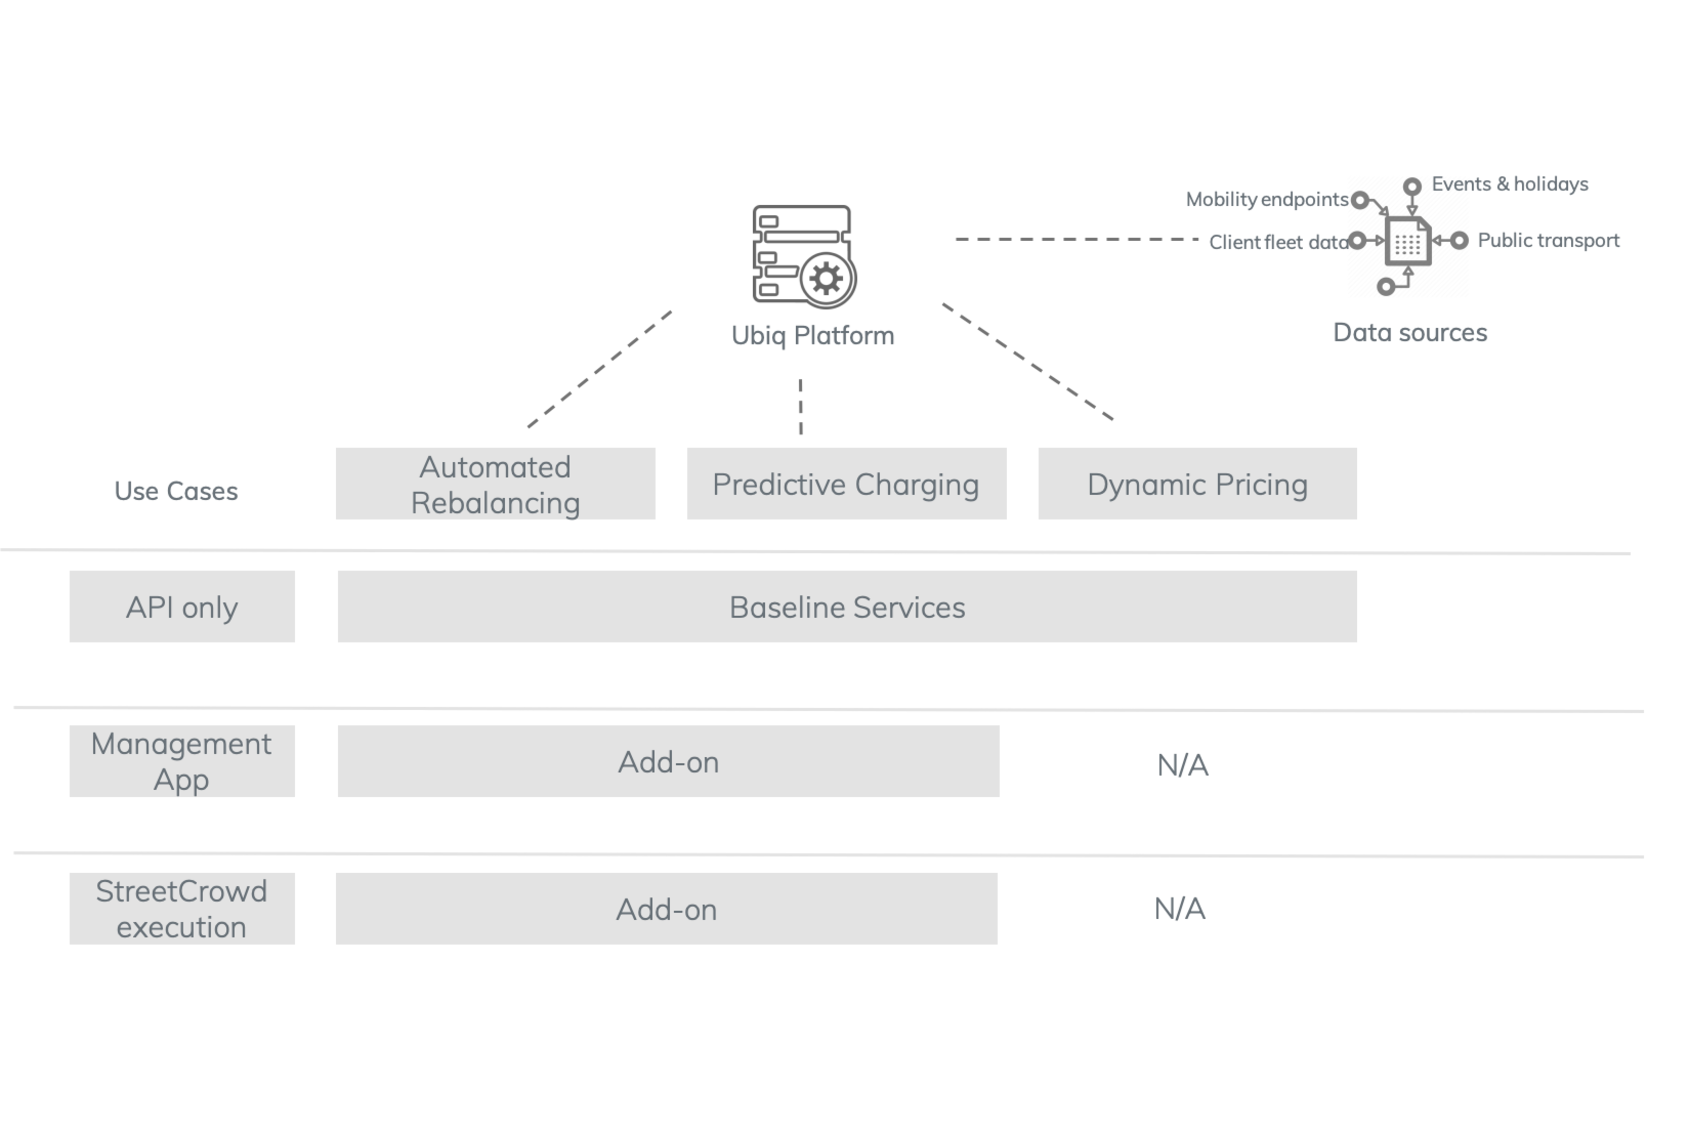 Events & holidays
Mobility endpoints
Client fleet data
Public transport
Ubiq Platform
Data sources
Use Cases
Automated
Rebalancing
Predictive Charging
Dynamic Pricing
API only
Baseline Services
Management
App
Add-on
N/A
StreetCrowd
execution
Add-on
N/A